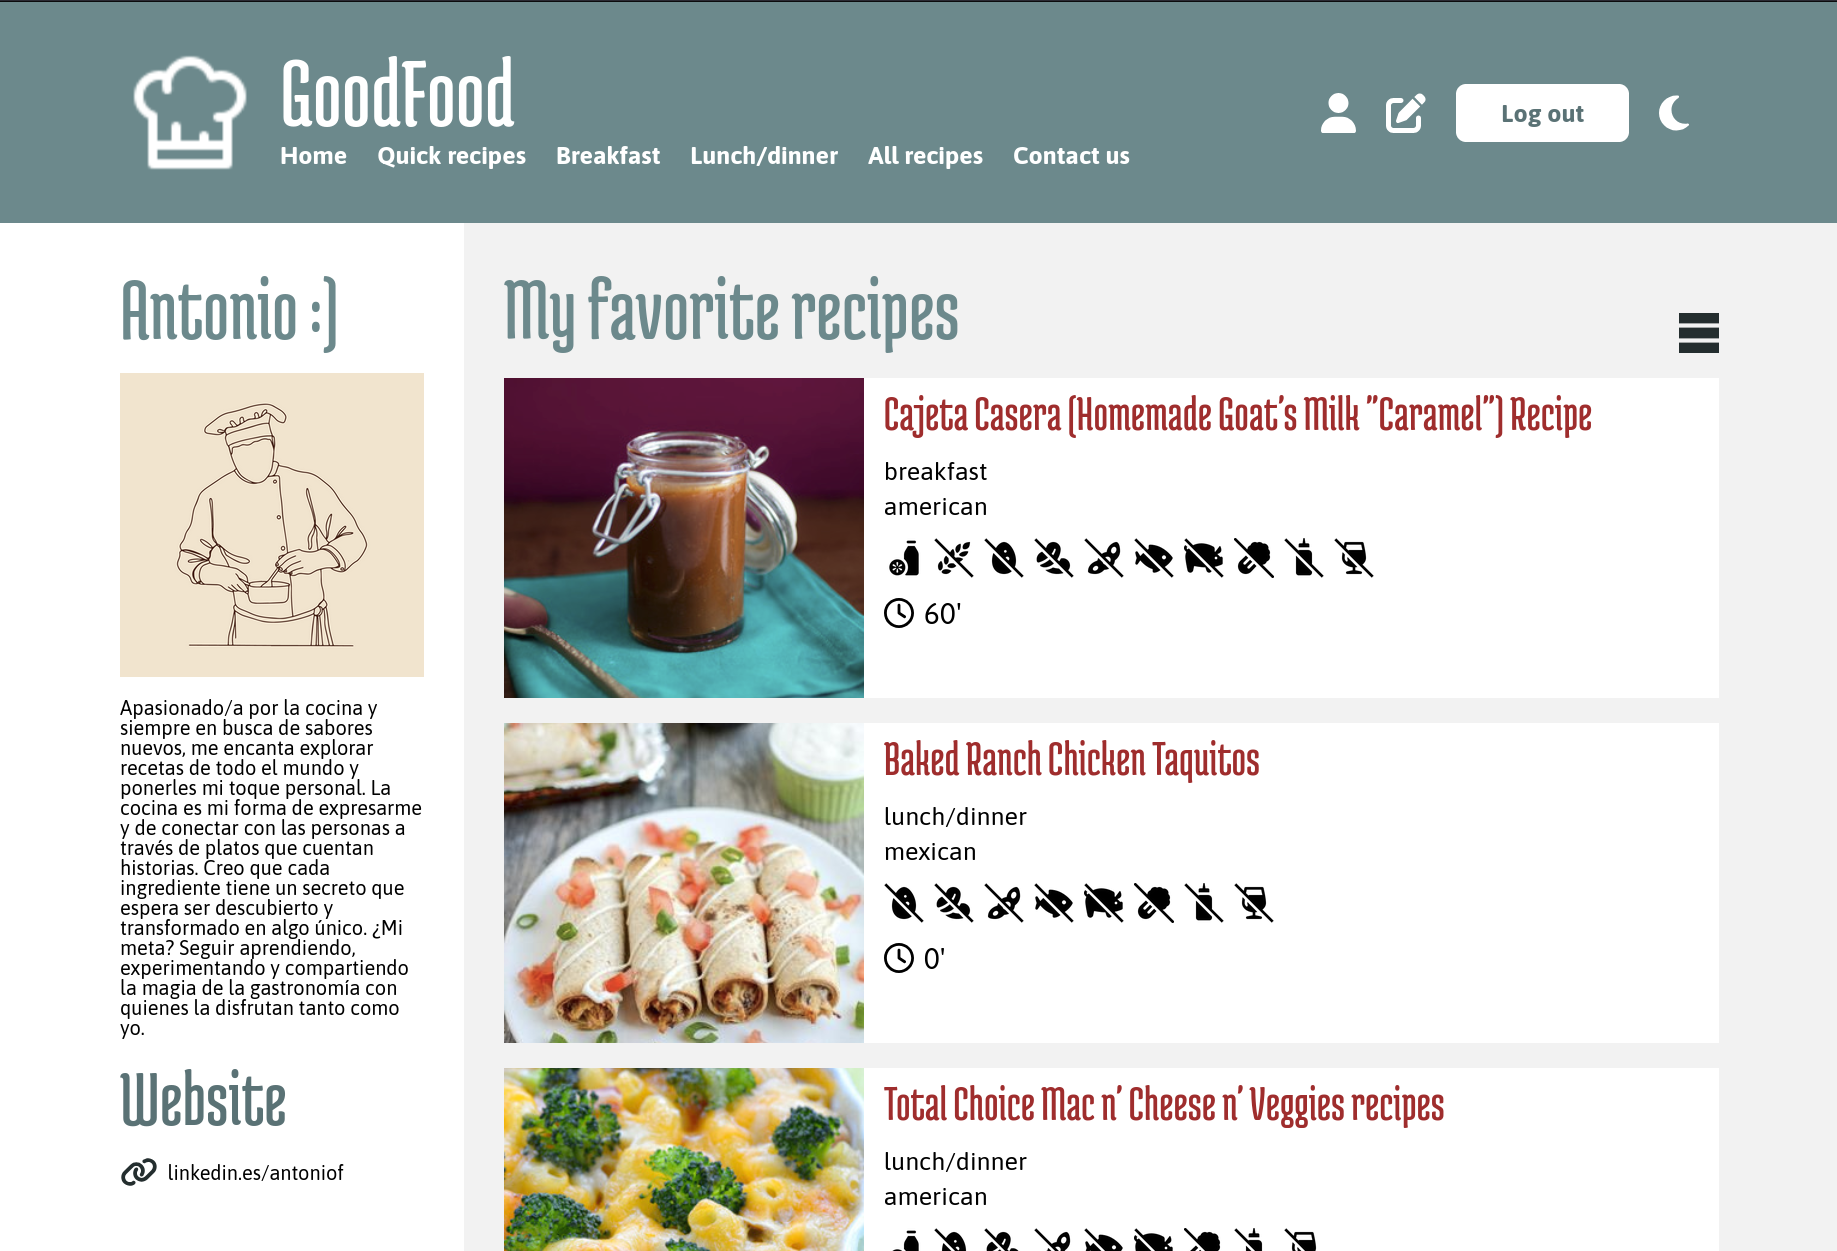 GoodFood
Home Quick recipes Breakfast Lunch/dinner All recipes Contact us
Log out
Antonio :)
Apasionado/a por la cocina y
siempre en busca de sabores
nuevos, me encanta explorar
recetas de todo el mundo y
ponerles mi toque personal. La
cocina es mi forma de expresarme
y de conectar con las personas a
través de platos que cuentan
historias. Creo que cada
ingrediente tiene un secreto que
espera ser descubierto y
transformado en algo único. ¿Mi
meta? Seguir aprendiendo,
experimentando y compartiendo
la magia de la gastronomía con
quienes la disfrutan tanto como
yo.
Website
linkedin.es/antoniof
My favorite recipes
Cajeta Casera (Homemade Goat's Milk "Caramel") Recipe
breakfast
american
60'
Baked Ranch Chicken Taquitos
lunch/dinner
mexican
0'
Total Choice Mac n' Cheese n' Veggies recipes
lunch/dinner
american